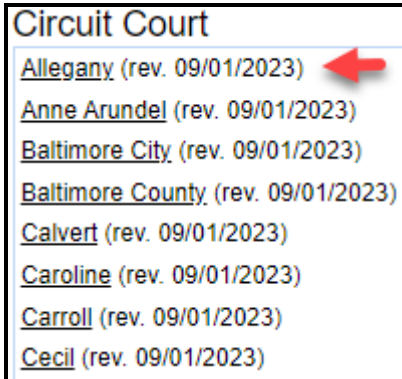 Circuit Court
Allegany (rev. 09/01/2023)
Anne Arundel (rev. 09/01/2023)
Baltimore City (rev. 09/01/2023)
Baltimore County (rev. 09/01/2023)
Calvert (rev. 09/01/2023)
Caroline (rev. 09/01/2023)
Carroll (rev. 09/01/2023)
Cecil (rev. 09/01/2023)